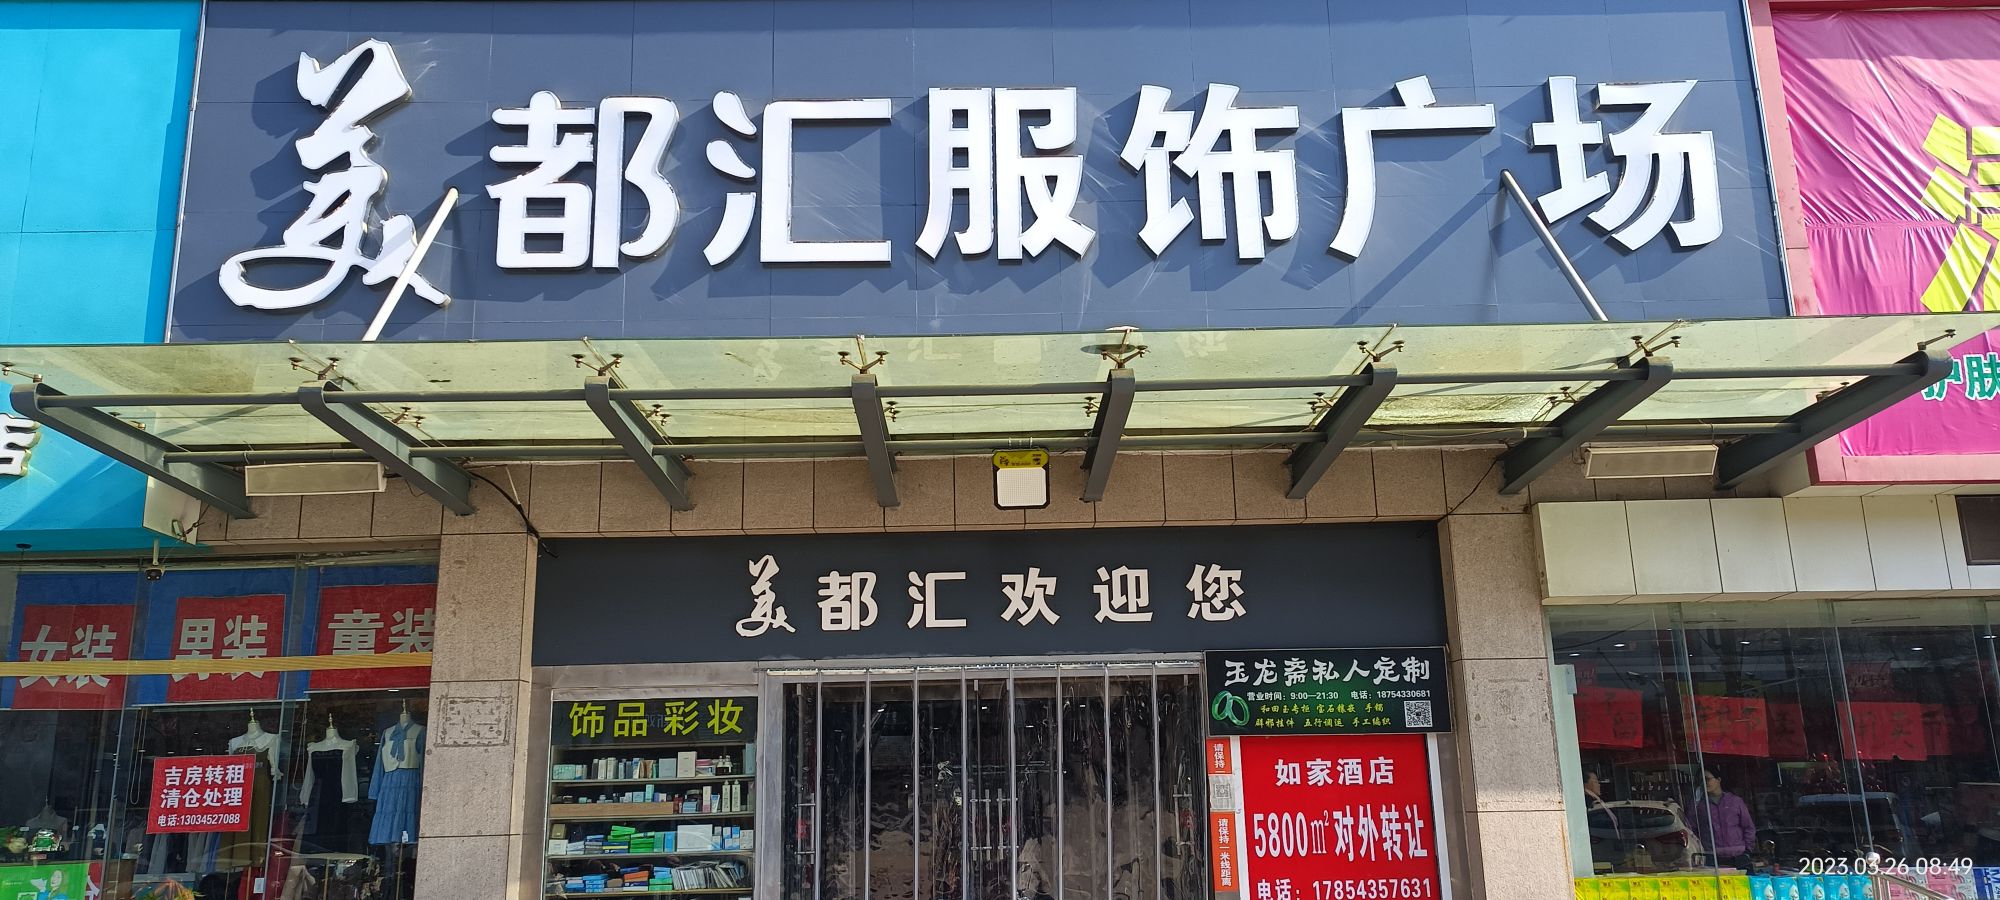 美都汇服饰广场
护肤
美都汇欢迎您
女装
男装
童装
饰品彩妆
玉龙斋私人定制
营业时间：9:00—21:30 电话：18754330681
和田玉专柜 宝石镶嵌 手镯
辟邪挂件 五行调运 手工编织
吉房转租
清仓处理
电话:13034527088
请保持一
请保持一米线距离
如家酒店
5800㎡对外转让
电话：17854357631
2023.03.26 08:49